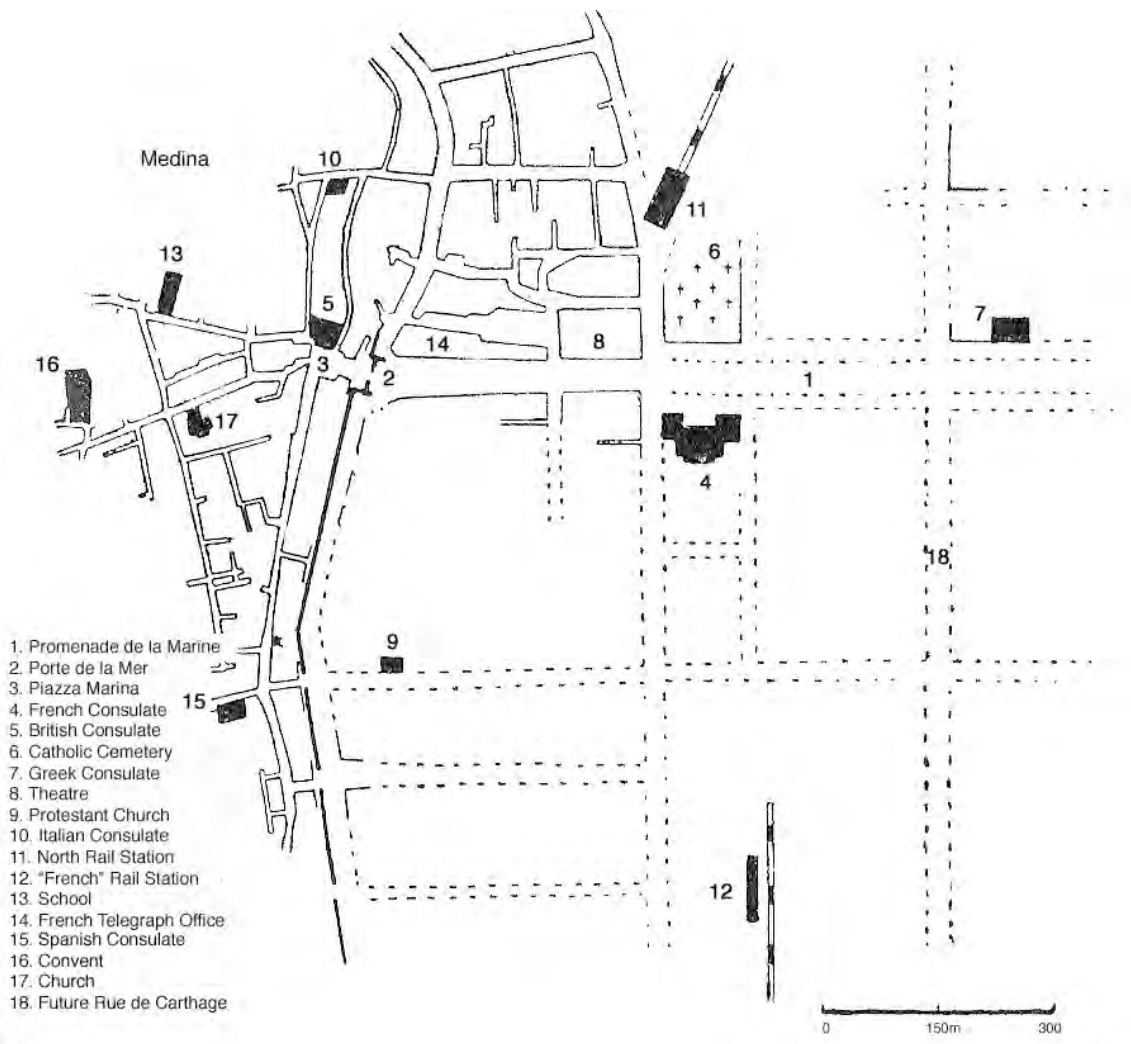 Medina
10
11
13
6
5
7
16
14
8
3
2
1
17
4
18
9
15
12
1. Promenade de la Marine
2. Porte de la Mer
3. Piazza Marina
4. French Consulate
5. British Consulate
6. Catholic Cemetery
7. Greek Consulate
8. Theatre
9. Protestant Church
10. Italian Consulate
11. North Rail Station
12. “French” Rail Station
13. School
14. French Telegraph Office
15. Spanish Consulate
16. Convent
17. Church
18. Future Rue de Carthage
0 150m 300